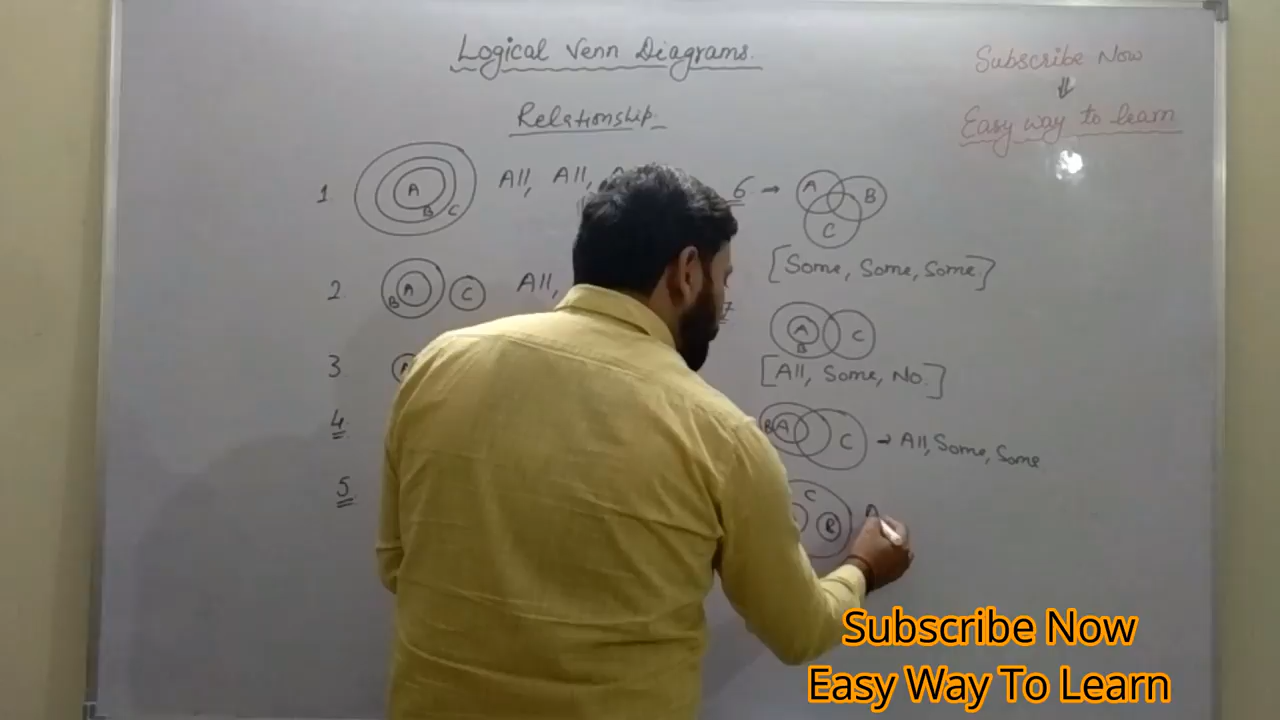 Logical Venn Diagrams.
Relationship.
Subscribe Now
Easy way to learn
1 A B C All, All,
2 B A C All,
3
4
5
6 → A B C
[Some, Some, Some.]
7 A B C
[All, Some, No.]
B A C → All, Some, Some
C B A
Subscribe Now
Easy Way To Learn